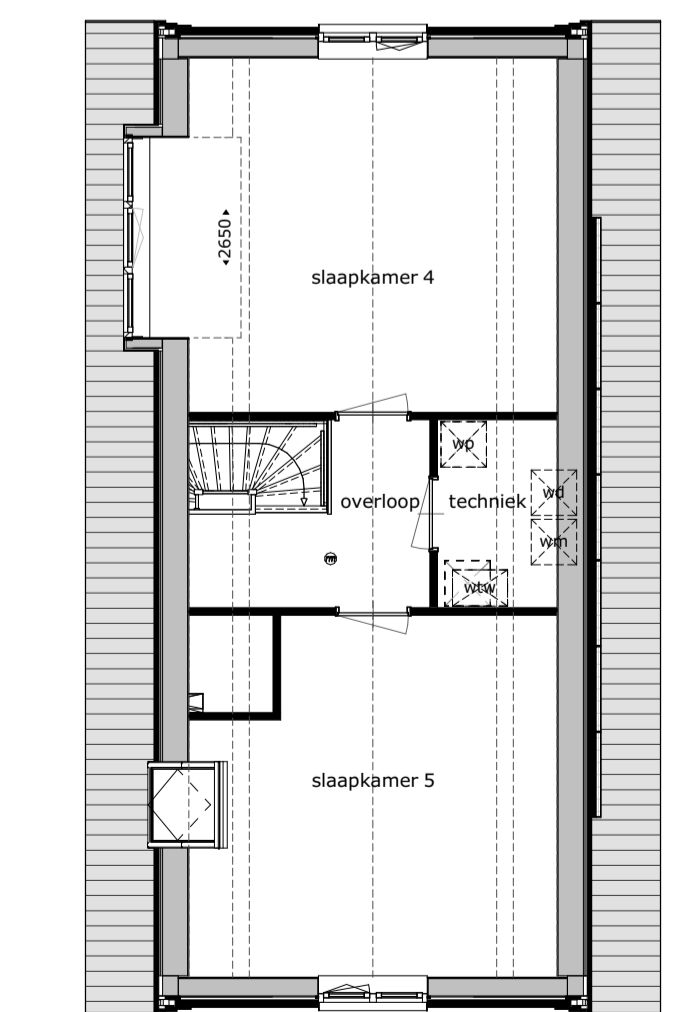 ◂2650▸
slaapkamer 4
wp
overloop
techniek
wd
wm
m
wtw
slaapkamer 5